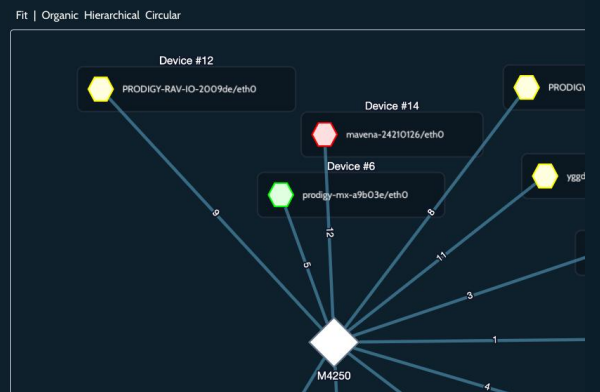 Fit | Organic Hierarchical Circular
Device #12
PRODIGY-RAV-IO-2009de/eth0
Device #14
mavena-24210126/eth0
PRODIGY
Device #6
prodigy-mx-a9b03e/eth0
yggd
9
12
8
5
11
3
1
4
M4250